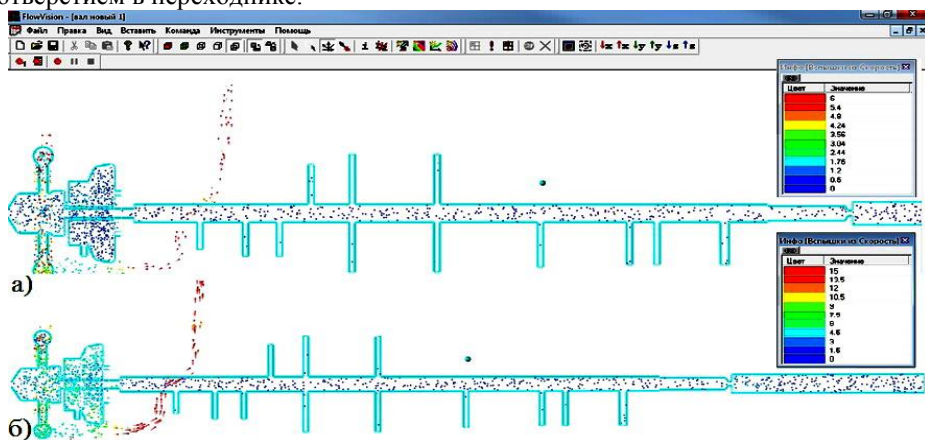 отверстием в переходнике.
FlowVision - [вал новый 1]
Файл Правка Вид Вставить Команда Инструменты Помощь
Инфо [Вспышки из Скорость]
Цвет Значение
6
5.4
4.8
4.24
3.56
3.04
2.44
1.76
1.2
0.6
0
а)
Инфо [Вспышки из Скорость]
Цвет Значение
15
13.5
12
10.5
9
7.5
6
4.5
3
1.5
0
б)